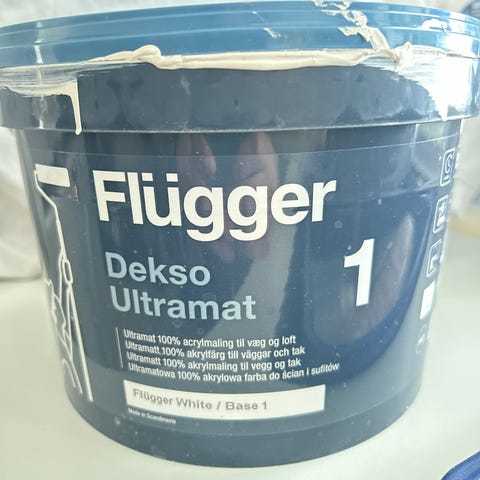 Flügger
Dekso
Ultramat
1
Ultramat 100% acrylmaling til væg og loft
Ultramatt 100% akrylfärg till väggar och tak
Ultramatt 100% akrylmaling til vegg og tak
Ultramatowa 100% akrylowa farba do ścian i sufitów
Flügger White / Base 1
Made in Scandinavia